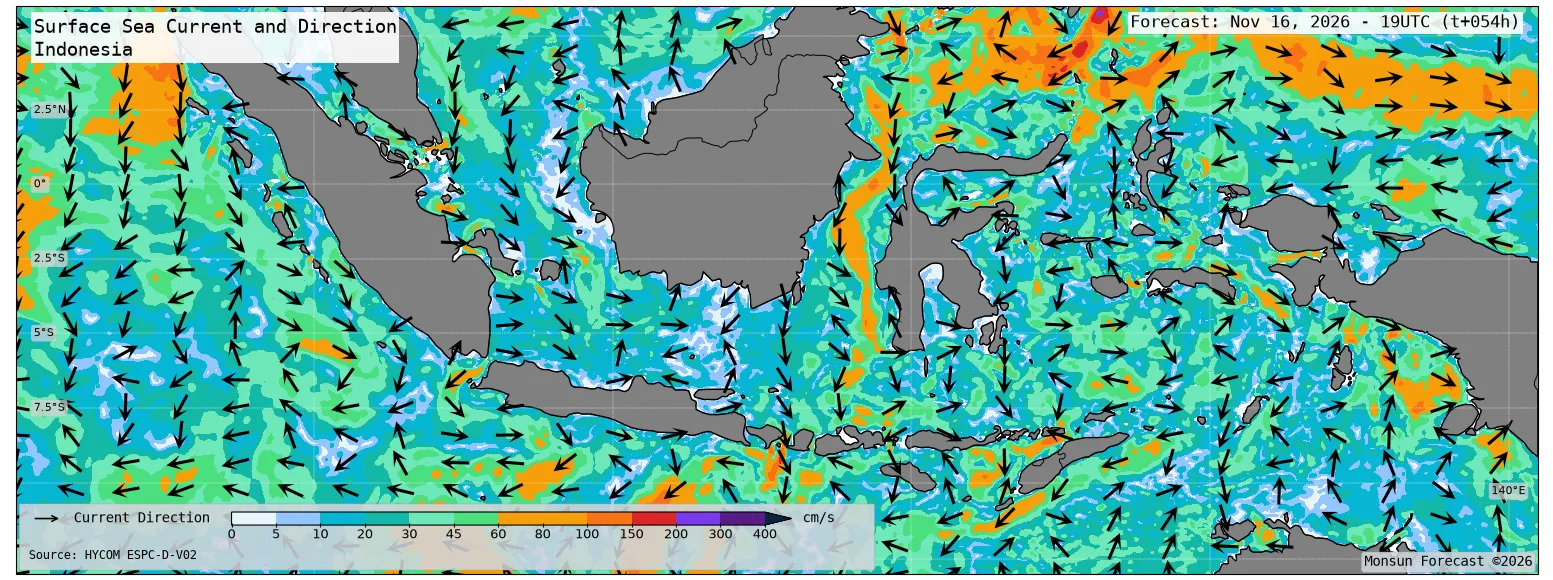 Surface Sea Current and Direction
Indonesia
Forecast: Nov 16, 2026 - 19UTC (t+054h)
2.5°N
0°
2.5°S
5°S
7.5°S
140°E
Current Direction
0 5 10 20 30 45 60 80 100 150 200 300 400 cm/s
Source: HYCOM ESPC-D-V02
Monsun Forecast ©2026